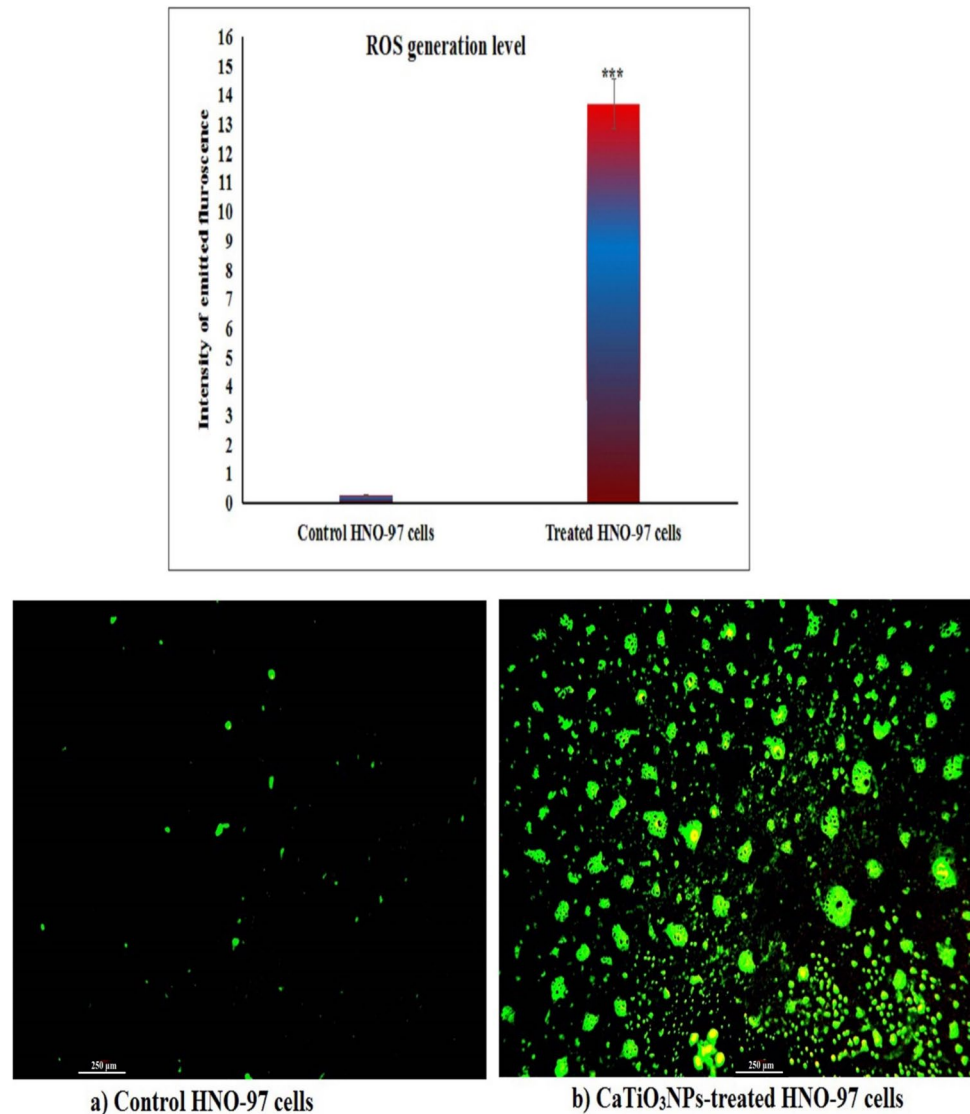 ROS generation level
Intensity of emitted fluroscence
16
15
14
13
12
11
10
9
8
7
6
5
4
3
2
1
0
***
Control HNO-97 cells
Treated HNO-97 cells
250 µm
250 µm
a) Control HNO-97 cells
b) CaTiO₃NPs-treated HNO-97 cells